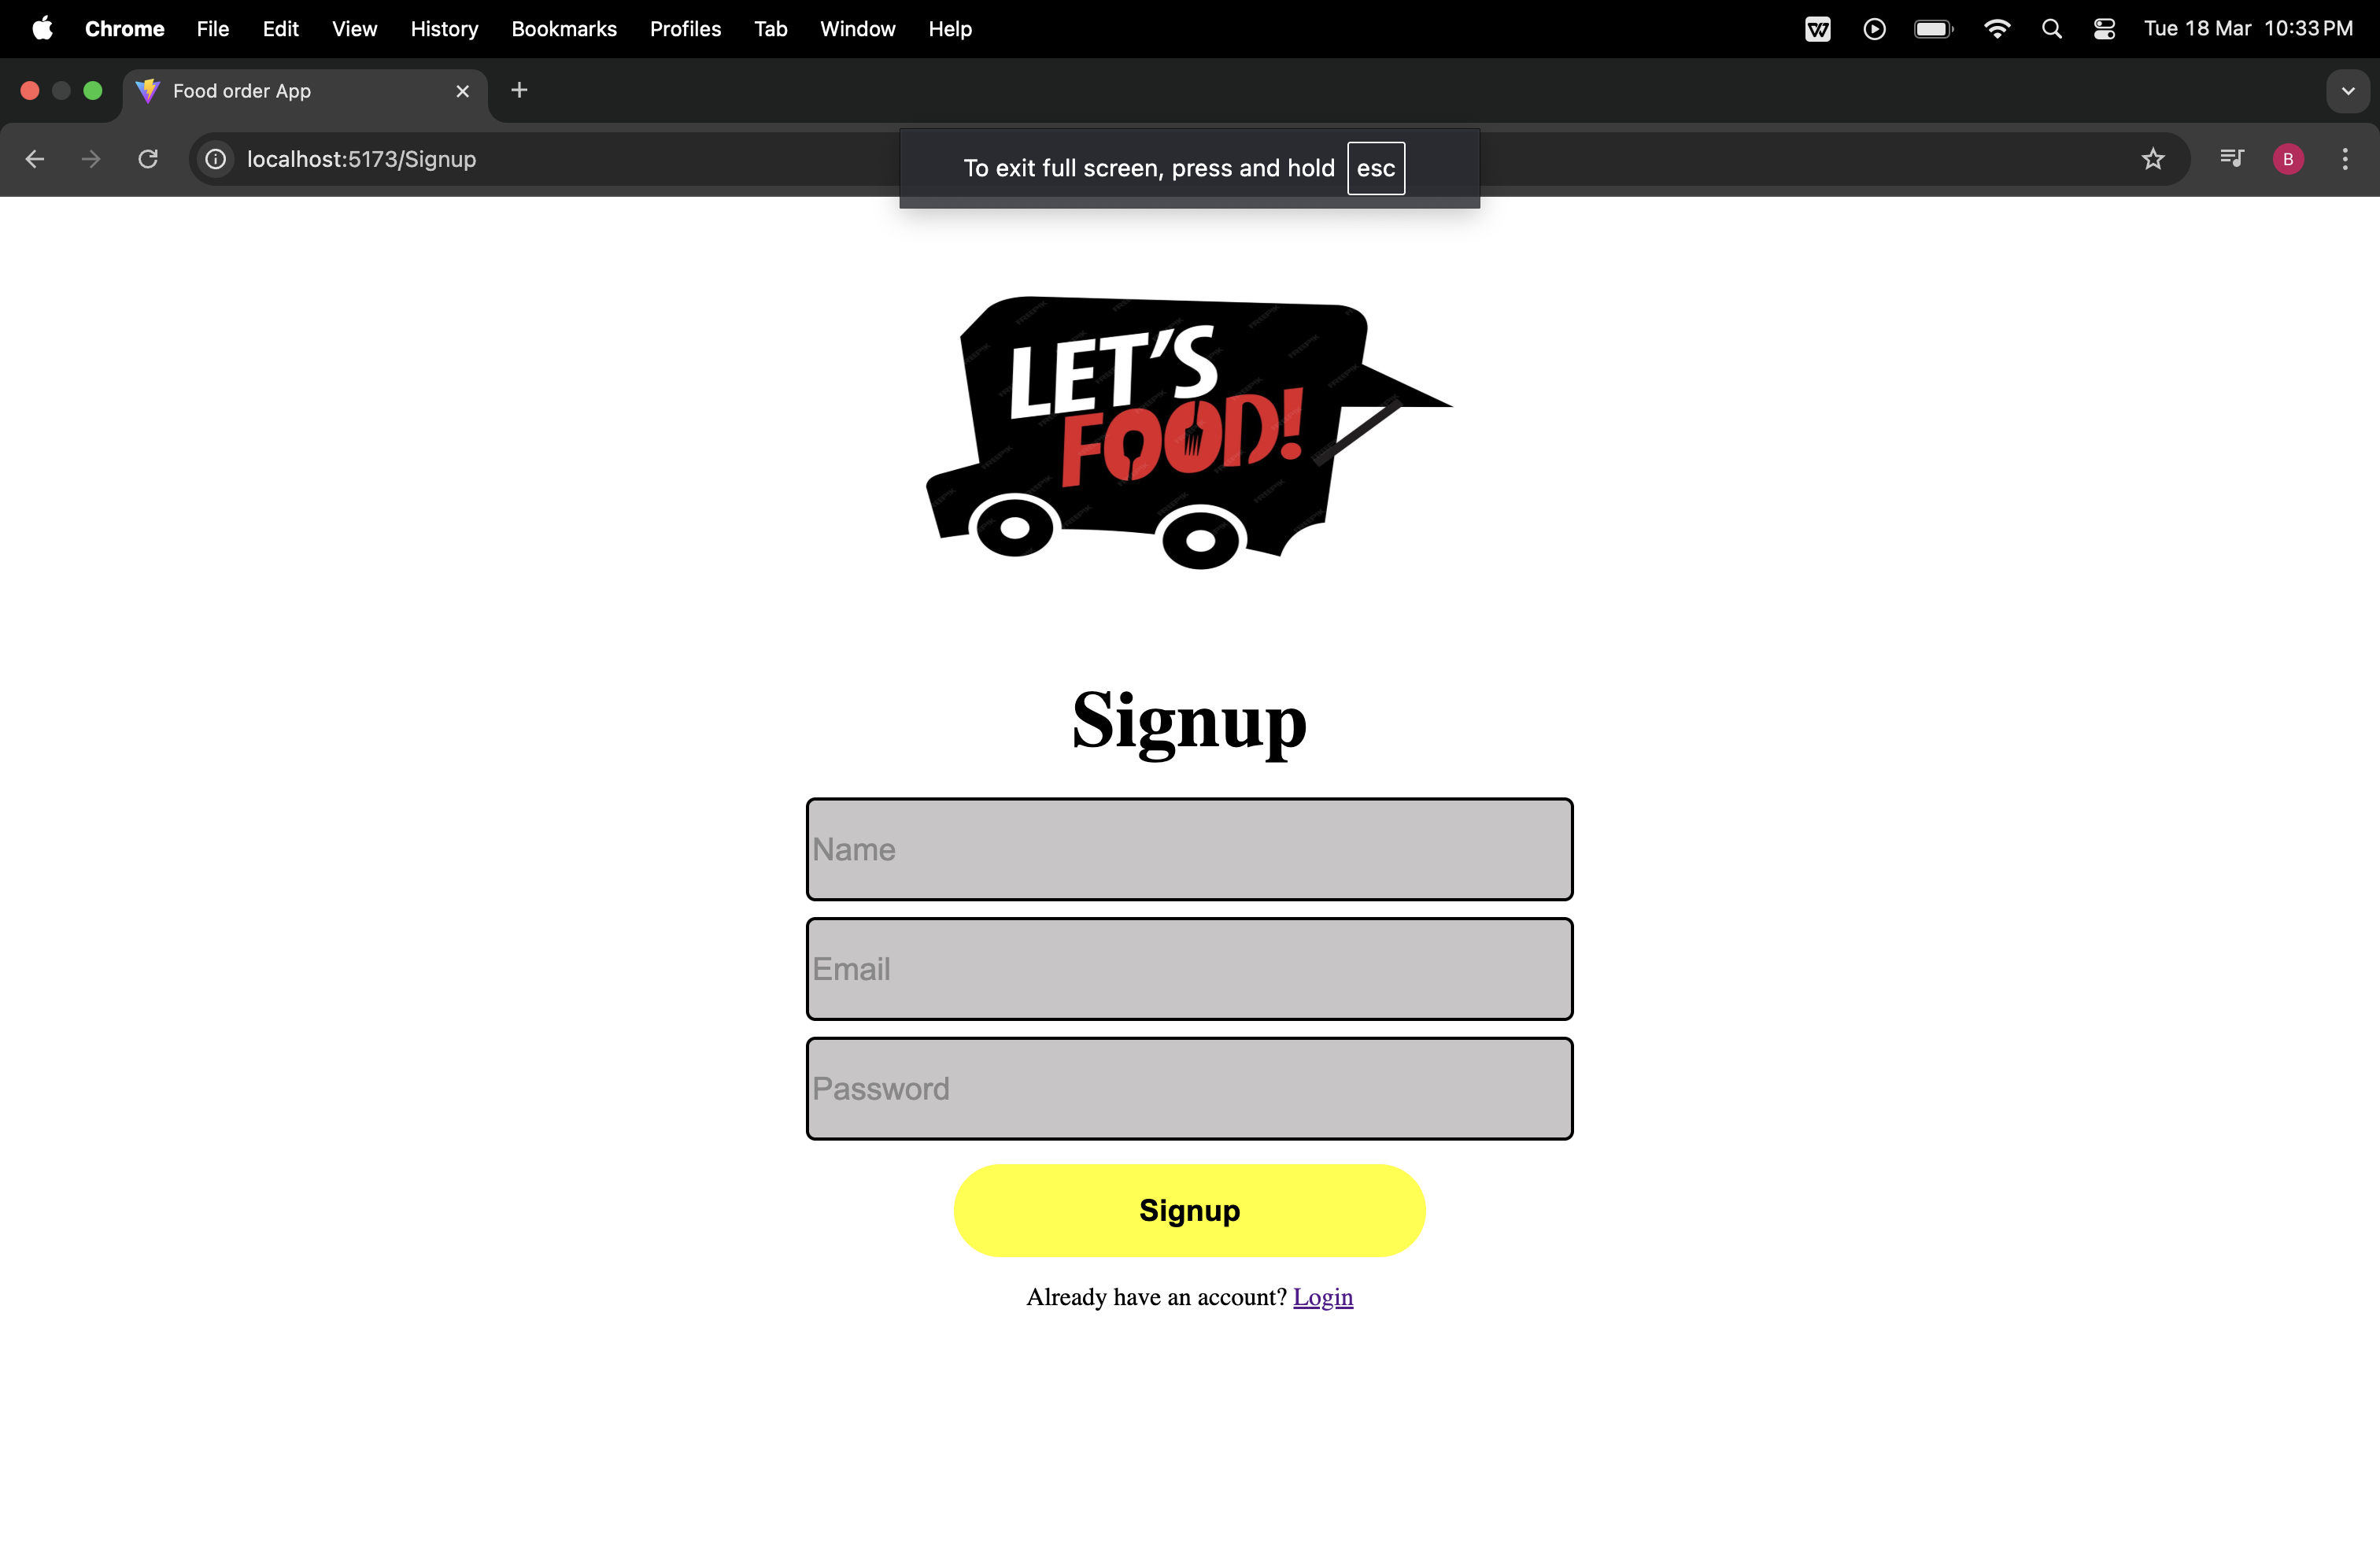 Chrome File Edit View History Bookmarks Profiles Tab Window Help Tue 18 Mar 10:33 PM
Food order App
localhost:5173/Signup
To exit full screen, press and hold esc
B
LET'S
FOOD!
Signup
Name
Email
Password
Signup
Already have an account? Login